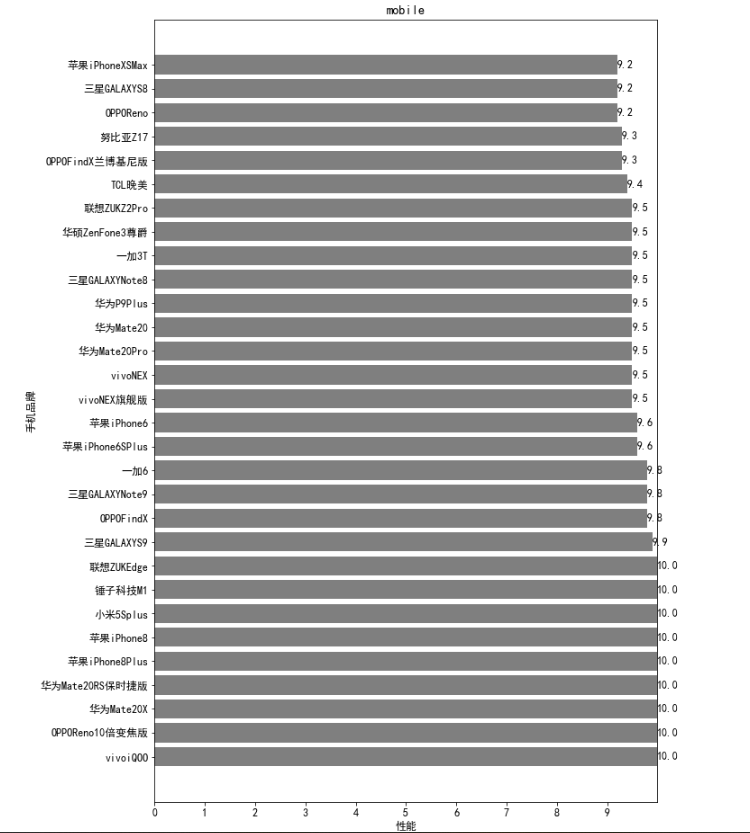 mobile
苹果iPhoneXSMax 9.2
三星GALAXYS8 9.2
OPPOReno 9.2
努比亚Z17 9.3
OPPOFindX兰博基尼版 9.3
TCL晚美 9.4
联想ZUKZ2Pro 9.5
华硕ZenFone3尊爵 9.5
一加3T 9.5
三星GALAXYNote8 9.5
华为P9Plus 9.5
华为Mate20 9.5
华为Mate20Pro 9.5
vivoNEX 9.5
vivoNEX旗舰版 9.5
苹果iPhone6 9.6
苹果iPhone6SPlus 9.6
一加6 9.8
三星GALAXYNote9 9.8
OPPOFindX 9.8
三星GALAXYS9 9.9
联想ZUKEdge 10.0
锤子科技M1 10.0
小米5Splus 10.0
苹果iPhone8 10.0
苹果iPhone8Plus 10.0
华为Mate20RS保时捷版 10.0
华为Mate20X 10.0
OPPOReno10倍变焦版 10.0
vivoiQOO 10.0
手机品牌
0 1 2 3 4 5 6 7 8 9
性能